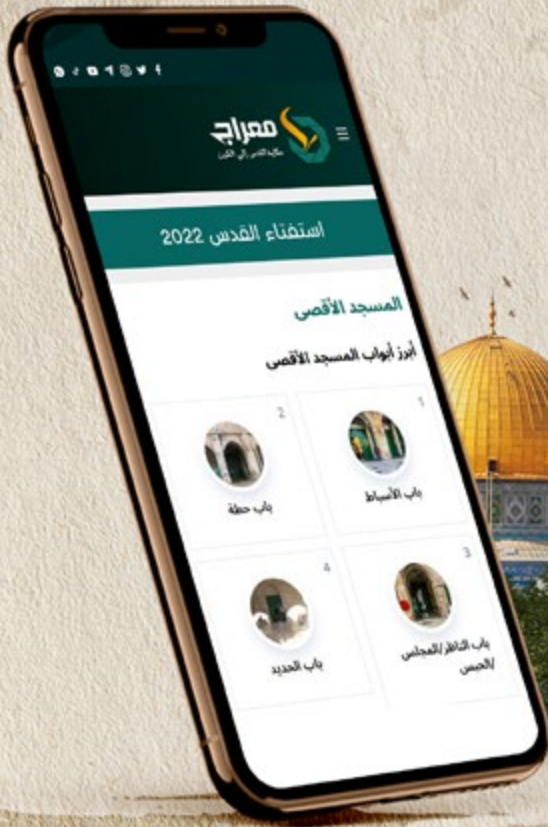 معراج
استفتاء القدس 2022
المسجد الأقصى
أبرز أبواب المسجد الأقصى
1
باب الأسباط
2
باب حطة
3
باب الناظر/المجلس
/الحبس
4
باب الحديد